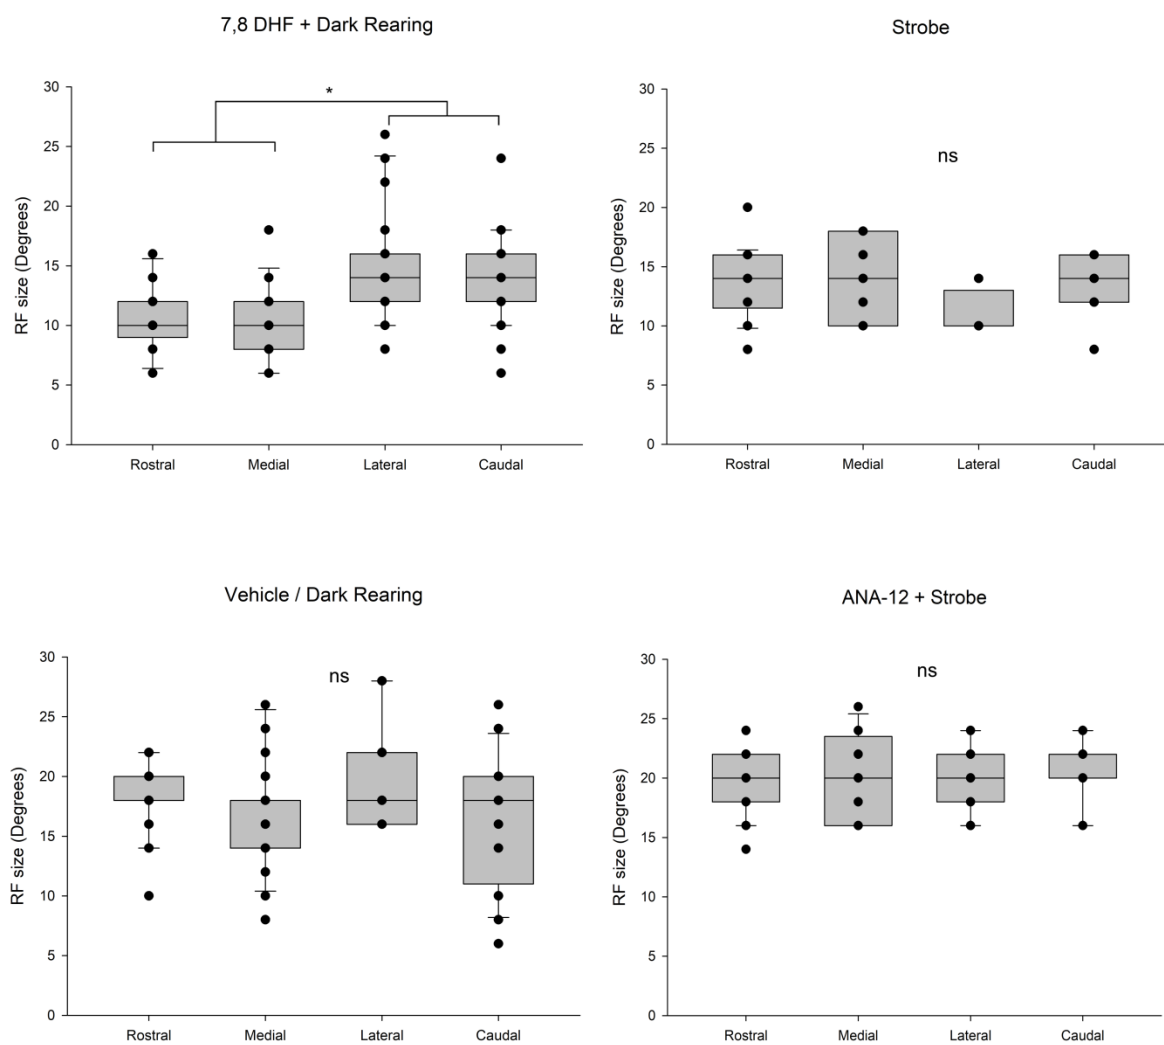 7,8 DHF + Dark Rearing
RF size (Degrees)
30
25
20
15
10
5
0
*
Rostral
Medial
Lateral
Caudal
Strobe
RF size (Degrees)
30
25
20
15
10
5
0
ns
Rostral
Medial
Lateral
Caudal
Vehicle / Dark Rearing
RF size (Degrees)
30
25
20
15
10
5
0
ns
Rostral
Medial
Lateral
Caudal
ANA-12 + Strobe
RF size (Degrees)
30
25
20
15
10
5
0
ns
Rostral
Medial
Lateral
Caudal